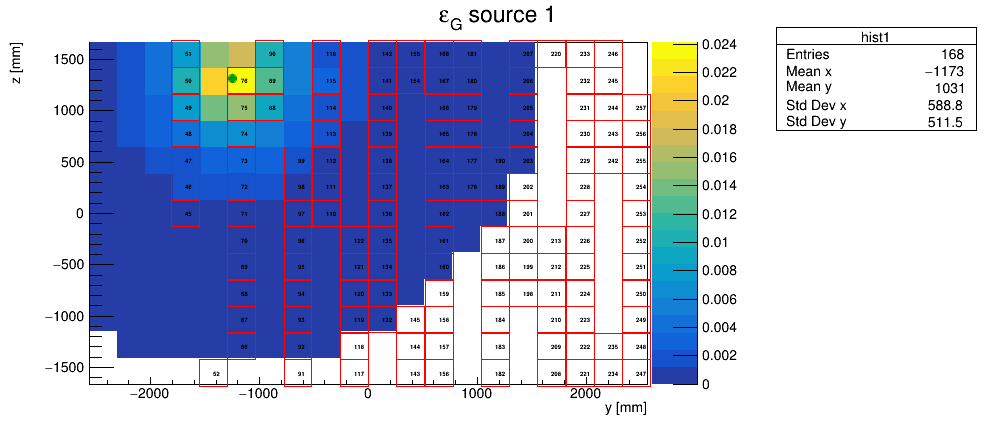 ε_G source 1
z [mm]
1500
1000
500
0
−500
−1000
−1500
51 90 116 142 155 168 181 207 220 233 246
50 76 89 115 141 154 167 180 206 232 245
49 75 88 114 140 166 179 205 231 244 257
48 74 113 139 165 178 204 230 243 256
47 73 99 112 138 164 177 190 203 229 242 255
46 72 98 111 137 163 176 189 202 228 254
45 71 97 110 136 162 188 201 227 253
70 96 122 135 161 187 200 213 226 252
69 95 121 134 160 186 199 212 225 251
68 94 120 133 159 185 198 211 224 250
67 93 119 132 145 158 184 210 223 249
66 92 118 144 157 183 209 222 235 248
52 91 117 143 156 182 208 221 234 247
−2000 −1000 0 1000 2000
y [mm]
0.024
0.022
0.02
0.018
0.016
0.014
0.012
0.01
0.008
0.006
0.004
0.002
0
hist1
Entries 168
Mean x −1173
Mean y 1031
Std Dev x 588.8
Std Dev y 511.5